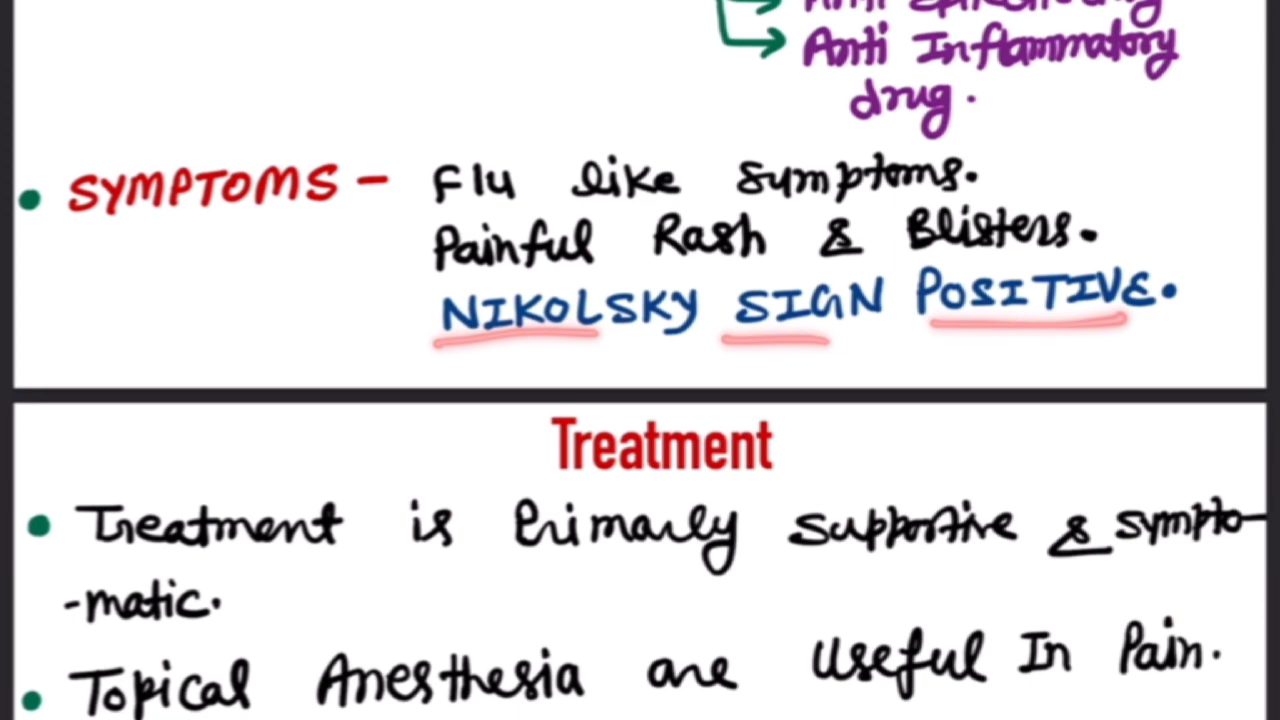 Anti
Anti Inflammatory
drug.
• SYMPTOMS - Flu like symptoms.
Painful Rash & Blisters.
NIKOLSKY SIGN POSITIVE.
Treatment
• Treatment is Primarily Supportive & sympto-
-matic.
• Topical Anesthesia are Useful In Pain.